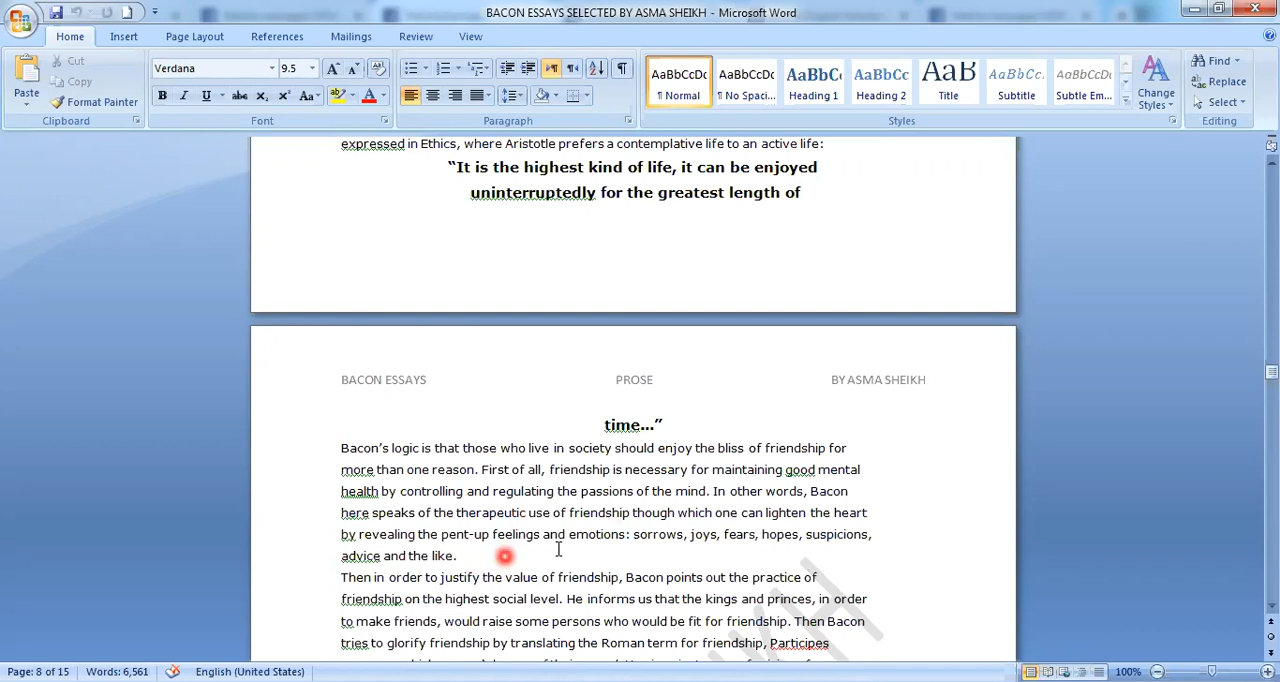 BACON ESSAYS SELECTED BY ASMA SHEIKH - Microsoft Word
Home Insert Page Layout References Mailings Review View
Paste
Cut
Copy
Format Painter
Clipboard
Verdana 9.5
Font
Paragraph
AaBbCcDc AaBbCcDc AaBbC AaBbCc AaB AaBbCc AaBbCcDc
¶ Normal ¶ No Spaci... Heading 1 Heading 2 Title Subtitle Subtle Em...
Change Styles
Styles
Find
Replace
Select
Editing
expressed in Ethics, where Aristotle prefers a contemplative life to an active life:
“It is the highest kind of life, it can be enjoyed
uninterruptedly for the greatest length of
BACON ESSAYS PROSE BY ASMA SHEIKH
time…”
Bacon’s logic is that those who live in society should enjoy the bliss of friendship for
more than one reason. First of all, friendship is necessary for maintaining good mental
health by controlling and regulating the passions of the mind. In other words, Bacon
here speaks of the therapeutic use of friendship though which one can lighten the heart
by revealing the pent-up feelings and emotions: sorrows, joys, fears, hopes, suspicions,
advice and the like.
Then in order to justify the value of friendship, Bacon points out the practice of
friendship on the highest social level. He informs us that the kings and princes, in order
to make friends, would raise some persons who would be fit for friendship. Then Bacon
tries to glorify friendship by translating the Roman term for friendship, Participes
Page: 8 of 15 Words: 6,561 English (United States) 100%